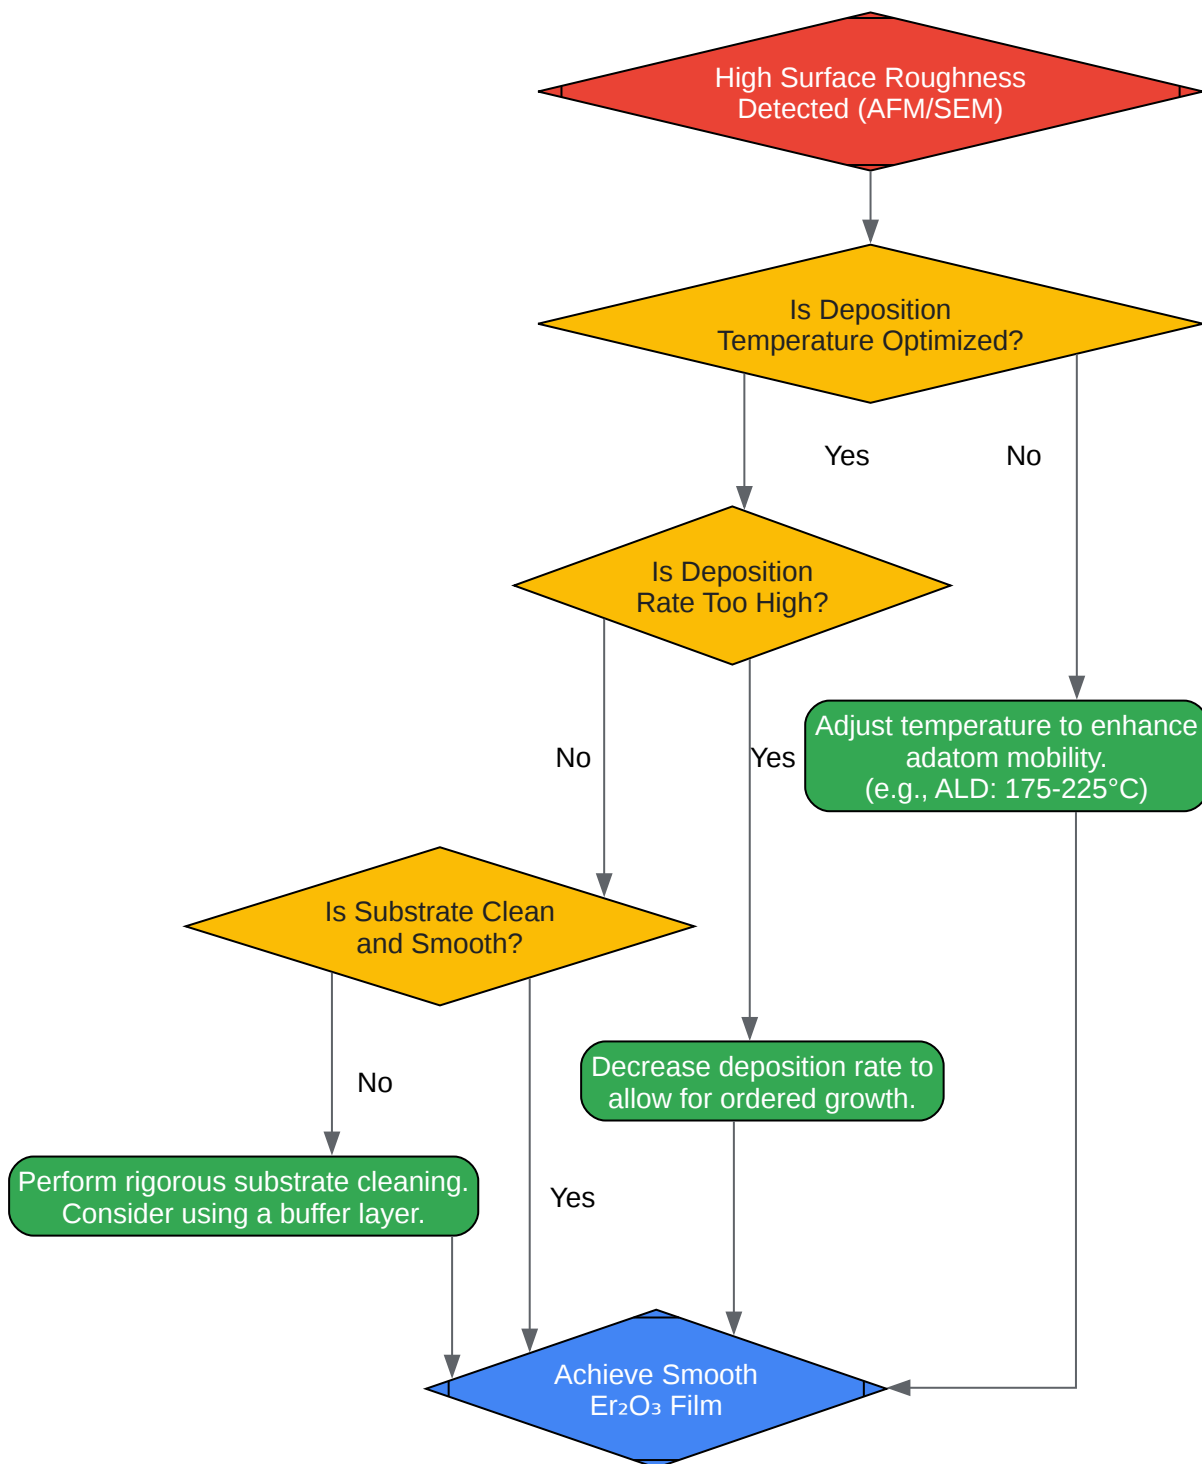 High Surface Roughness
Detected (AFM/SEM)
Is Deposition
Temperature Optimized?
Yes
No
Is Deposition
Rate Too High?
Adjust temperature to enhance
adatom mobility.
(e.g., ALD: 175-225°C)
No
Yes
Is Substrate Clean
and Smooth?
Decrease deposition rate to
allow for ordered growth.
No
Perform rigorous substrate cleaning.
Consider using a buffer layer.
Yes
Achieve Smooth
Er₂O₃ Film